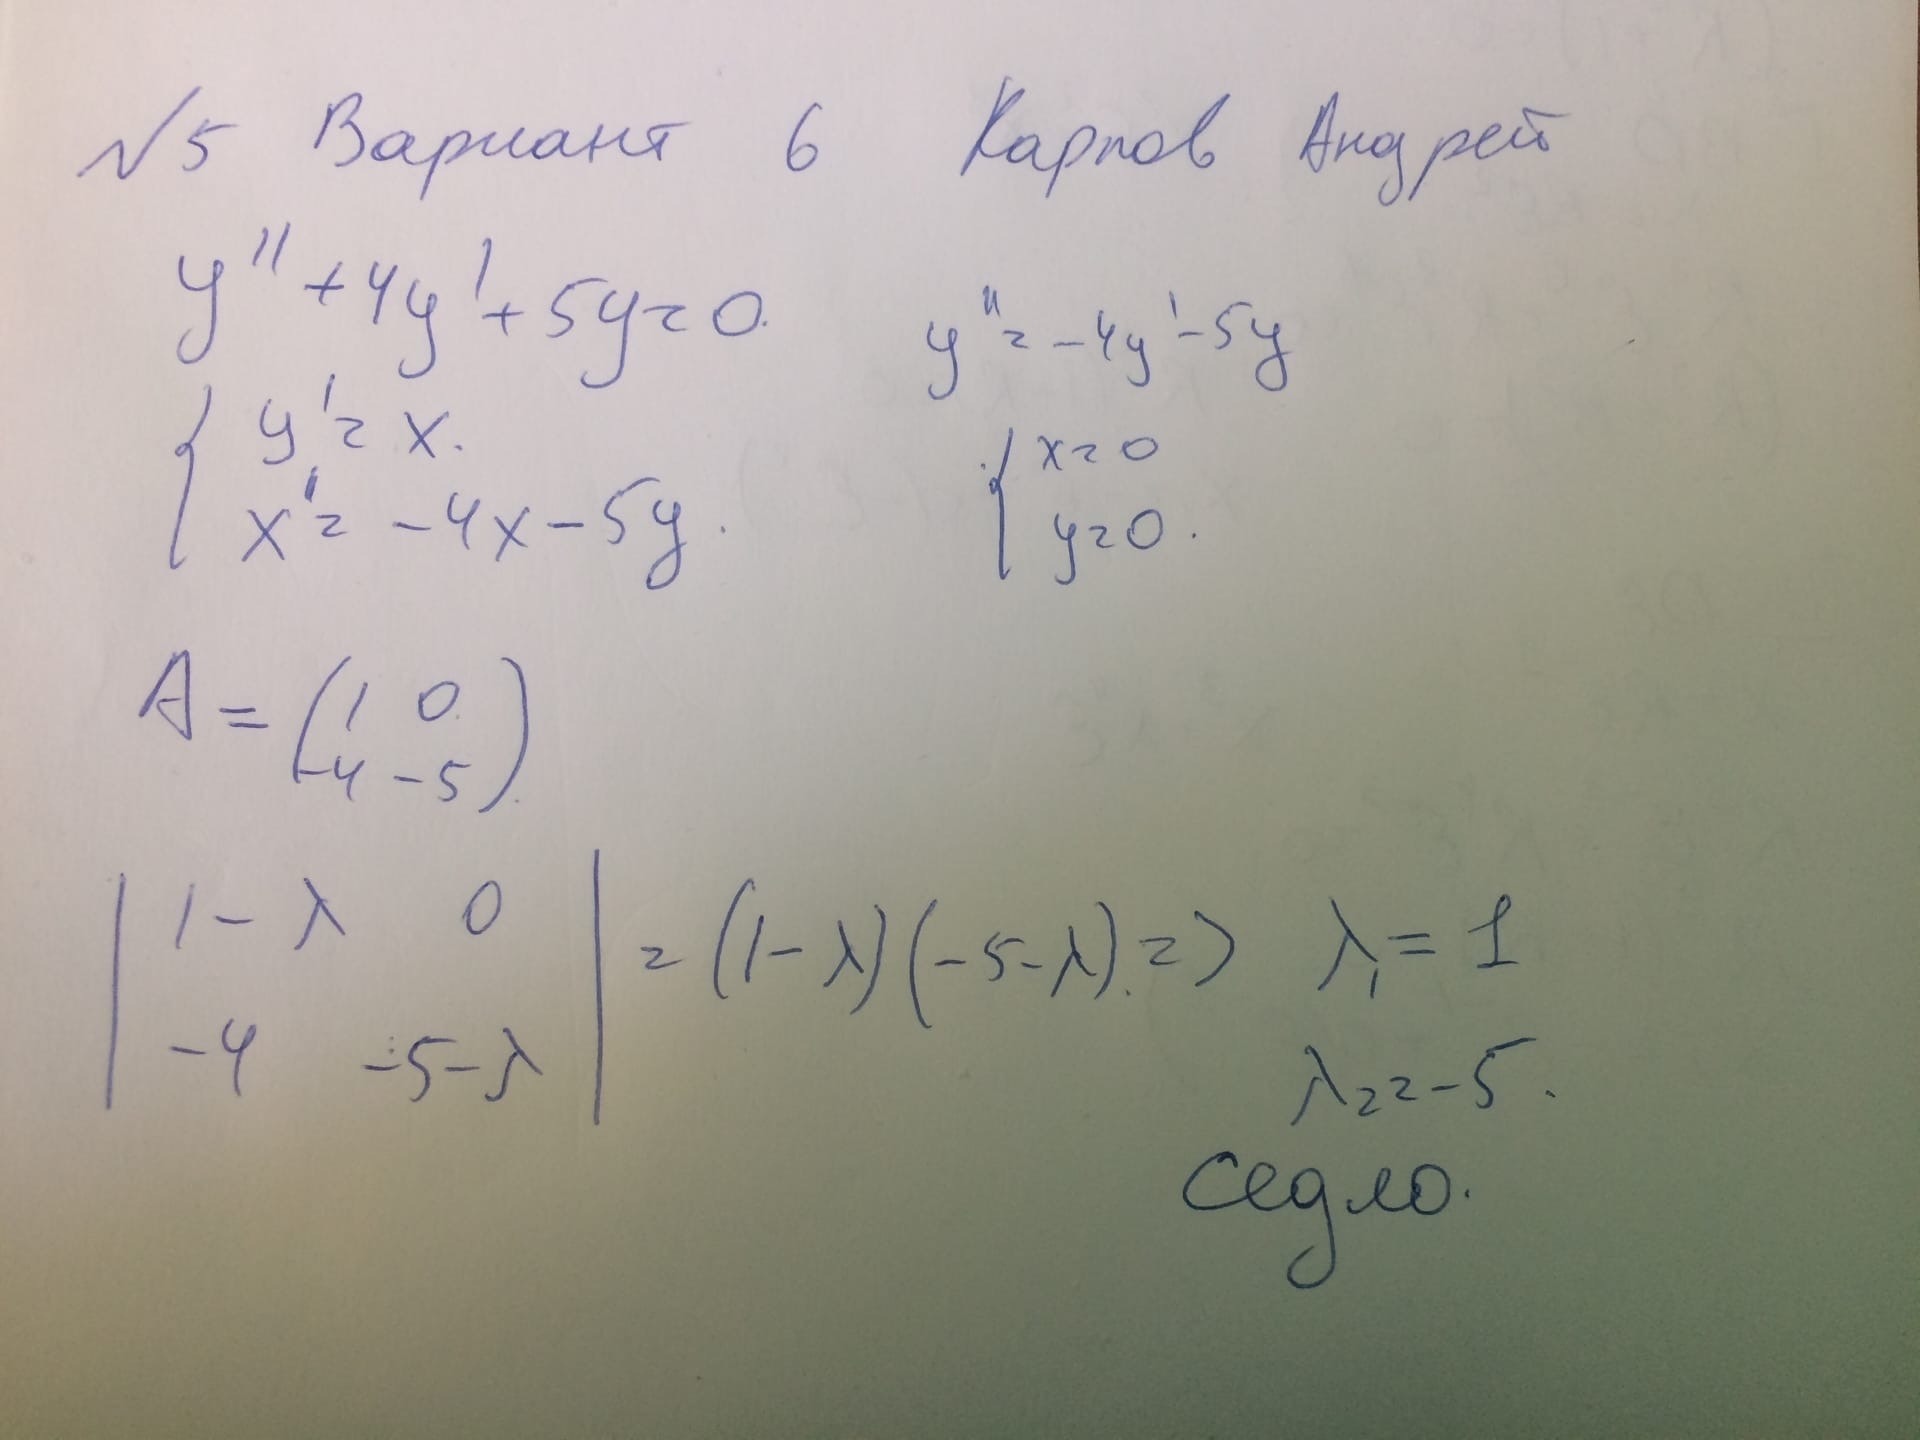 №5 Вариант 6 Карпов Андрей
y'' + 4y' + 5y = 0. y'' = -4y' - 5y
{ y' = x. { x = 0
x' = -4x - 5y. y = 0.
A = (1 0
-4 -5).
| 1-λ 0 | = (1-λ)(-5-λ). => λ₁ = 1
-4 -5-λ λ₂ = -5.
Седло.